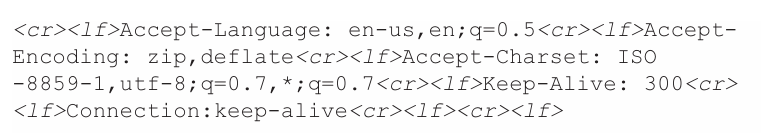 <cr><lf>Accept-Language: en-us,en;q=0.5<cr><lf>Accept-
Encoding: zip,deflate<cr><lf>Accept-Charset: ISO
-8859-1,utf-8;q=0.7,*;q=0.7<cr><lf>Keep-Alive: 300<cr>
<lf>Connection:keep-alive<cr><lf><cr><lf>